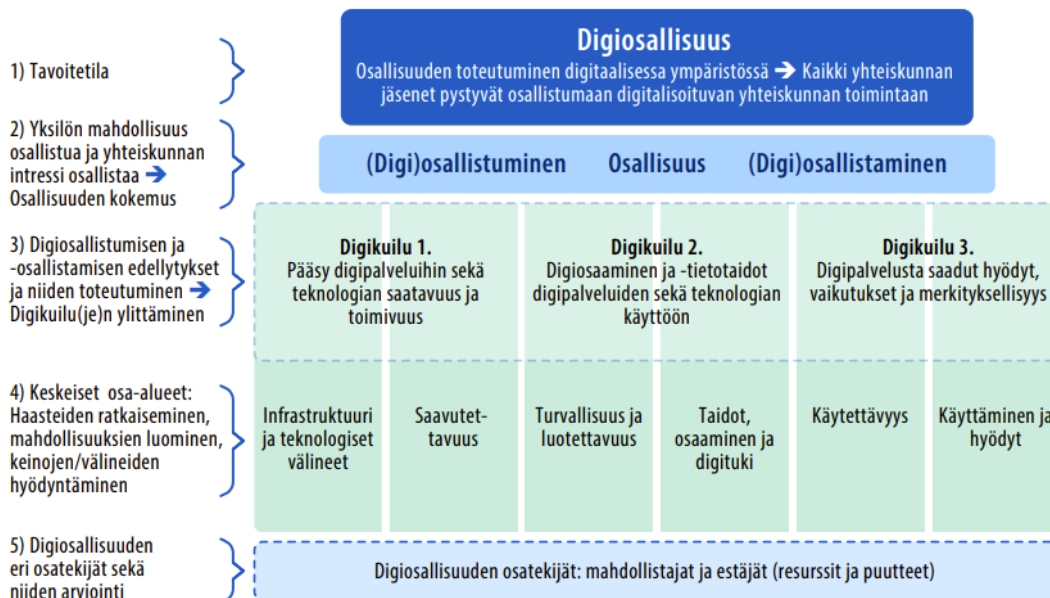 Digiosallisuus
Osallisuuden toteutuminen digitaalisessa ympäristössä ➔ Kaikki yhteiskunnan
jäsenet pystyvät osallistumaan digitalisoituvan yhteiskunnan toimintaan
1) Tavoitetila
2) Yksilön mahdollisuus
osallistua ja yhteiskunnan
intressi osallistaa ➔
Osallisuuden kokemus
(Digi)osallistuminen Osallisuus (Digi)osallistaminen
3) Digiosallistumisen ja
-osallistamisen edellytykset
ja niiden toteutuminen ➔
Digikuilu(je)n ylittäminen
Digikuilu 1.
Pääsy digipalveluihin sekä
teknologian saatavuus ja
toimivuus
Digikuilu 2.
Digiosaaminen ja -tietotaidot
digipalveluiden sekä teknologian
käyttöön
Digikuilu 3.
Digipalvelusta saadut hyödyt,
vaikutukset ja merkityksellisyys
4) Keskeiset osa-alueet:
Haasteiden ratkaiseminen,
mahdollisuuksien luominen,
keinojen/välineiden
hyödyntäminen
Infrastruktuuri
ja teknologiset
välineet
Saavutet-
tavuus
Turvallisuus ja
luotettavuus
Taidot,
osaaminen ja
digituki
Käytettävyys
Käyttäminen ja
hyödyt
5) Digiosallisuuden
eri osatekijät sekä
niiden arviointi
Digiosallisuuden osatekijät: mahdollistajat ja estäjät (resurssit ja puutteet)